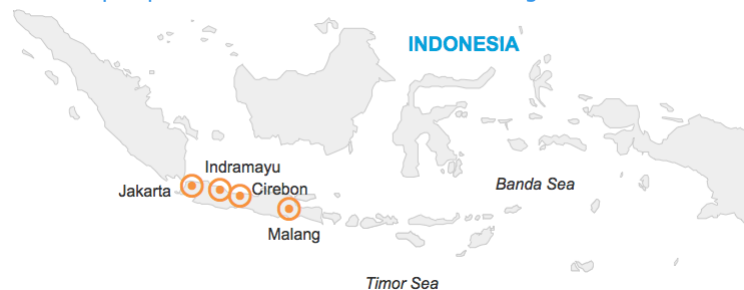 INDONESIA
Indramayu
Jakarta
Cirebon
Banda Sea
Malang
Timor Sea